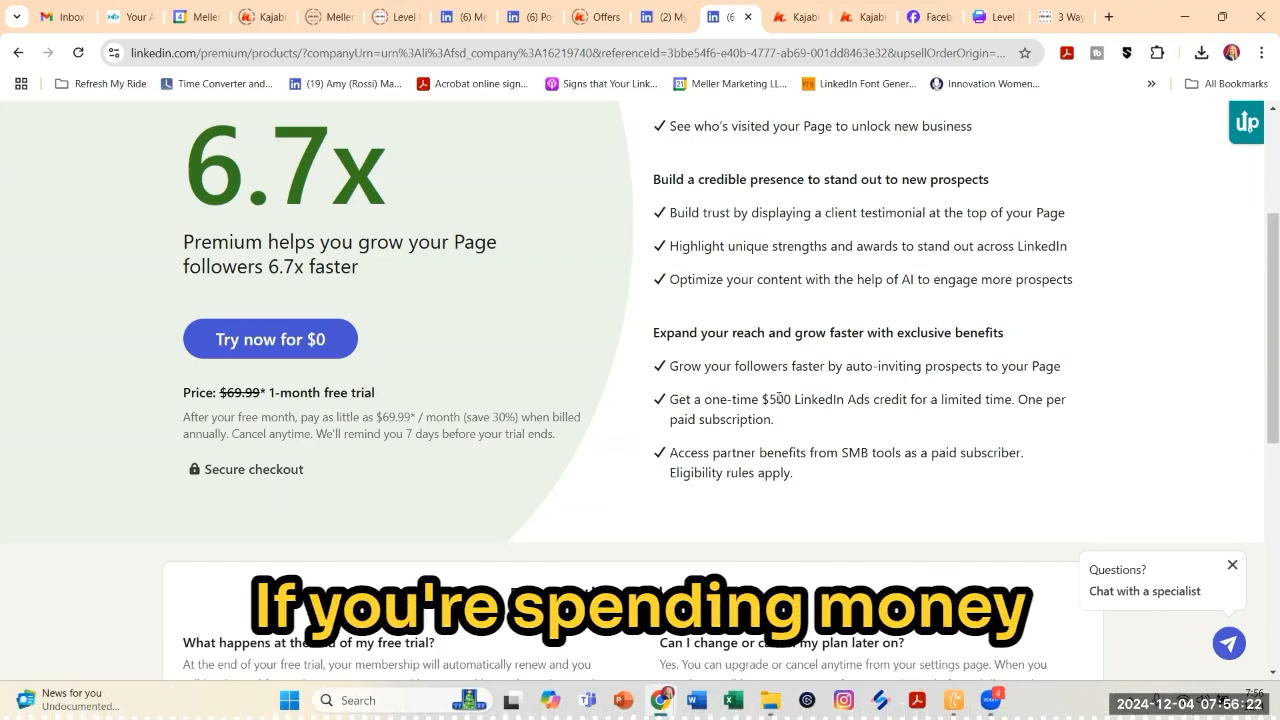 Inbox
Your A
Meller
Kajabi
Meller
Level
(6) Me
(6) Po
Offers
(2) My
(6
Kajabi
Kajabi
Faceb
Level
3 Way
linkedin.com/premium/products/?companyUrn=urn%3Ali%3Afsd_company%3A16219740&referenceId=3bbe54f6-e40b-4777-ab69-001dd8463e32&upsellOrderOrigin=...
Refresh My Ride
Time Converter and...
(19) Amy (Rossi) Ma...
Acrobat online sign...
Signs that Your Link...
Meller Marketing LL...
LinkedIn Font Gener...
Innovation Women...
All Bookmarks
up
6.7x
Premium helps you grow your Page
followers 6.7x faster
Try now for $0
Price: $69.99* 1-month free trial
After your free month, pay as little as $69.99* / month (save 30%) when billed
annually. Cancel anytime. We'll remind you 7 days before your trial ends.
Secure checkout
See who's visited your Page to unlock new business
Build a credible presence to stand out to new prospects
Build trust by displaying a client testimonial at the top of your Page
Highlight unique strengths and awards to stand out across LinkedIn
Optimize your content with the help of AI to engage more prospects
Expand your reach and grow faster with exclusive benefits
Grow your followers faster by auto-inviting prospects to your Page
Get a one-time $500 LinkedIn Ads credit for a limited time. One per
paid subscription.
Access partner benefits from SMB tools as a paid subscriber.
Eligibility rules apply.
Questions?
Chat with a specialist
If you're spending money
What happens at the end of my free trial?
At the end of your free trial, your membership will automatically renew and you
Can I change or cancel my plan later on?
Yes. You can upgrade or cancel anytime from your settings page. When you
News for you
Undocumented...
Search
4
7:56
2024-12-04 07:56:22